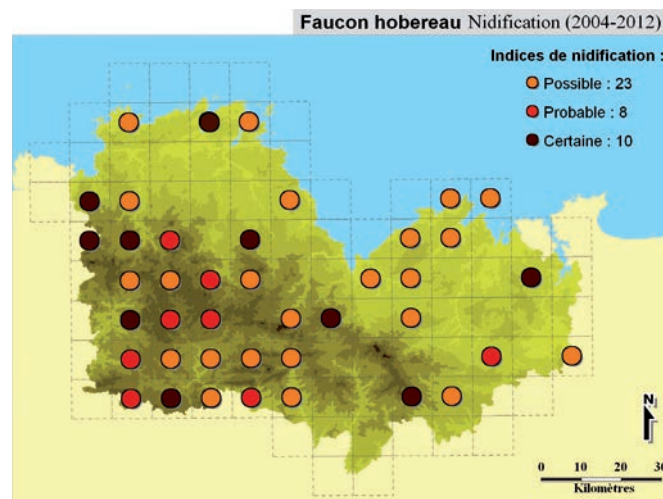 Faucon hobereau Nidification (2004-2012)
Indices de nidification :
Possible : 23
Probable : 8
Certaine : 10
N
0 10 20 30
Kilomètres